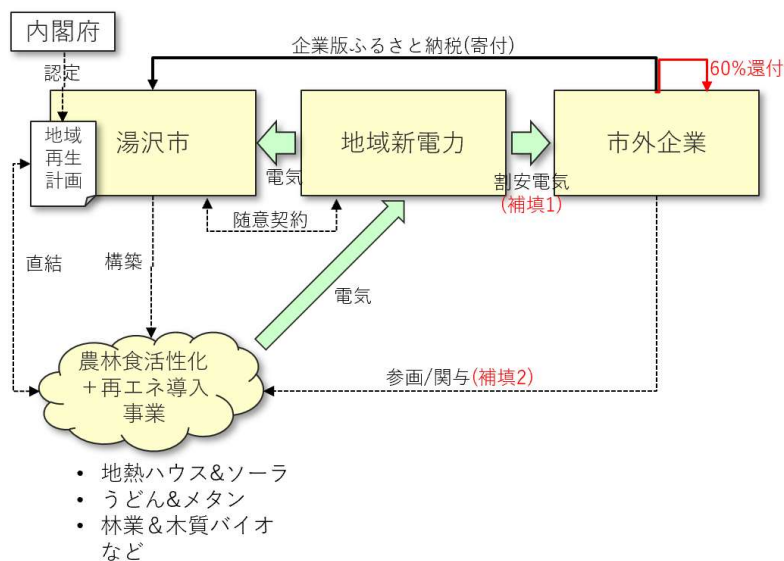 内閣府
企業版ふるさと納税(寄付)
60%還付
認定
地域
再生
計画
湯沢市
地域新電力
市外企業
電気
割安電気
(補填1)
随意契約
直結
構築
電気
農林食活性化
＋再エネ導入
事業
参画/関与(補填2)
• 地熱ハウス&ソーラ
• うどん&メタン
• 林業＆木質バイオ
など